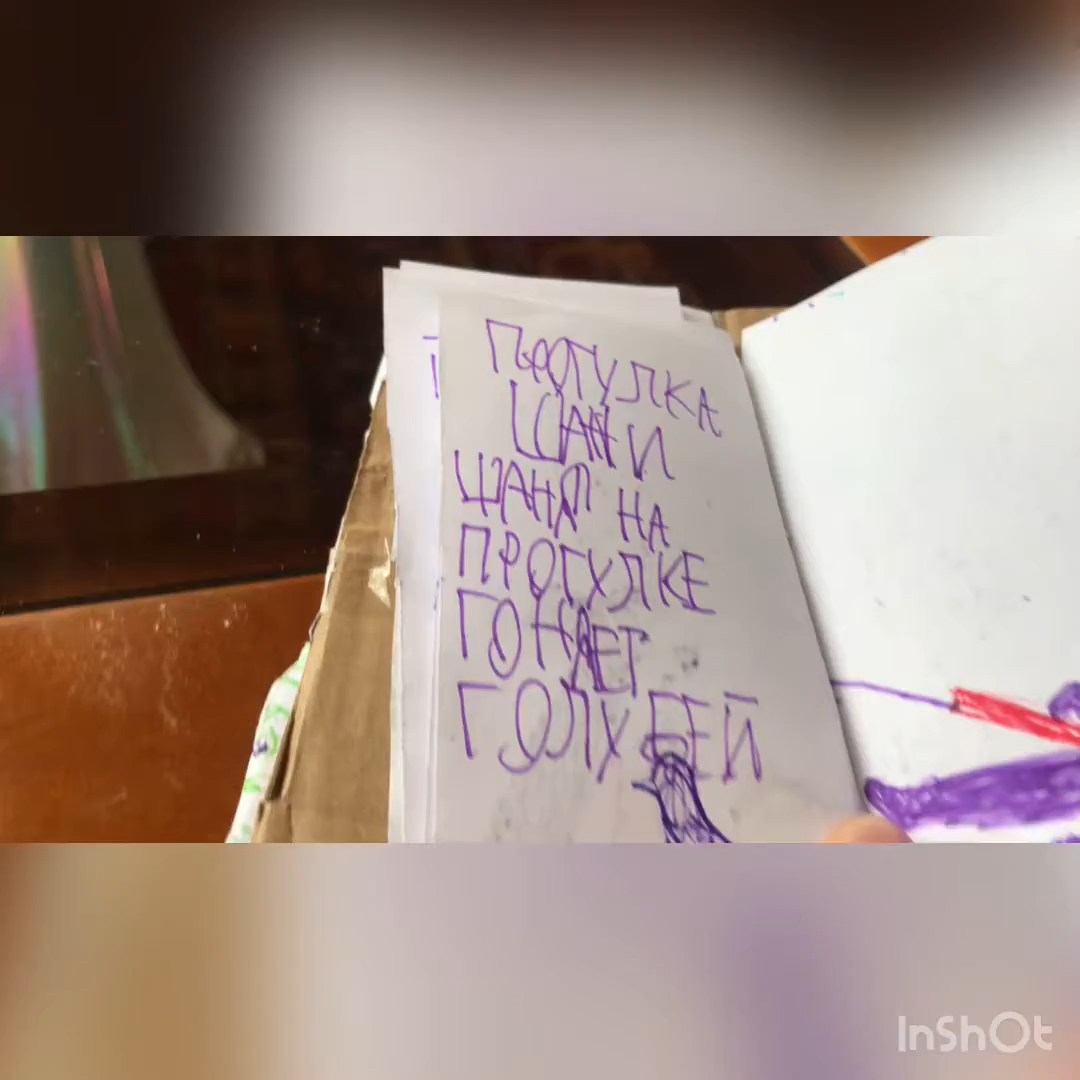 ПРОГУЛКА
ШАНИ
ШАНЯ НА
ПРОГУЛКЕ
ГОНЯЕТ
ГОЛУБЕЙ
InShOt